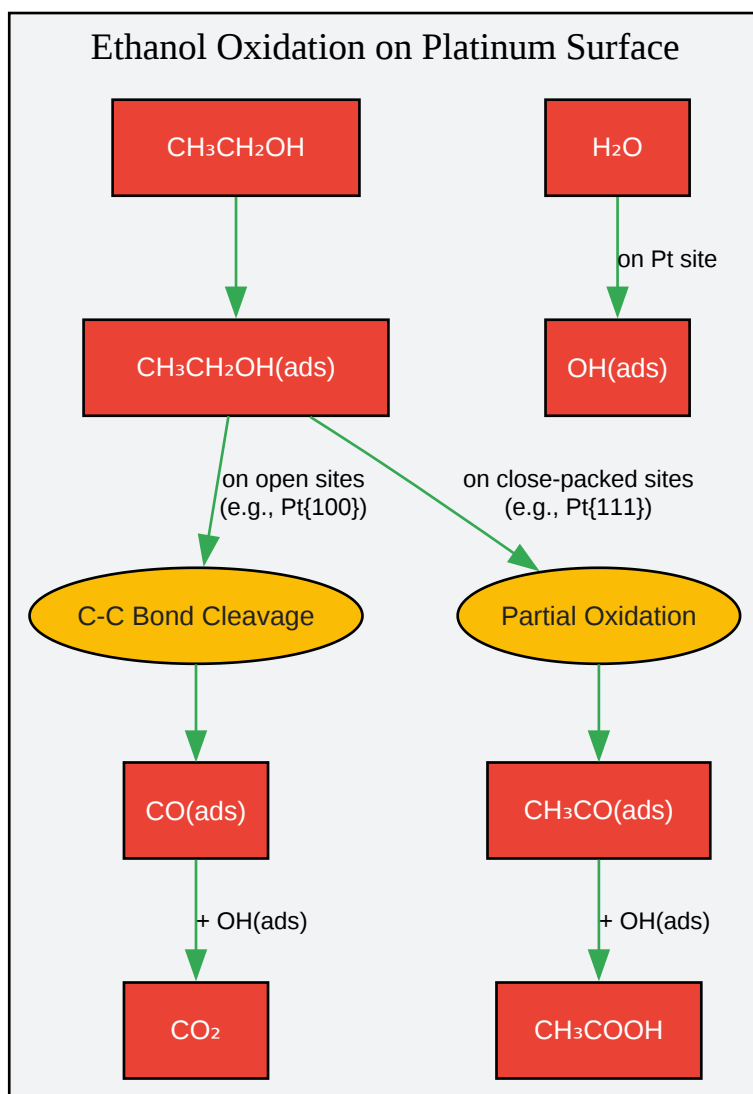 Ethanol Oxidation on Platinum Surface
CH₃CH₂OH
H₂O
on Pt site
CH₃CH₂OH(ads)
OH(ads)
on open sites
(e.g., Pt{100})
on close-packed sites
(e.g., Pt{111})
C-C Bond Cleavage
Partial Oxidation
CO(ads)
CH₃CO(ads)
+ OH(ads)
+ OH(ads)
CO₂
CH₃COOH